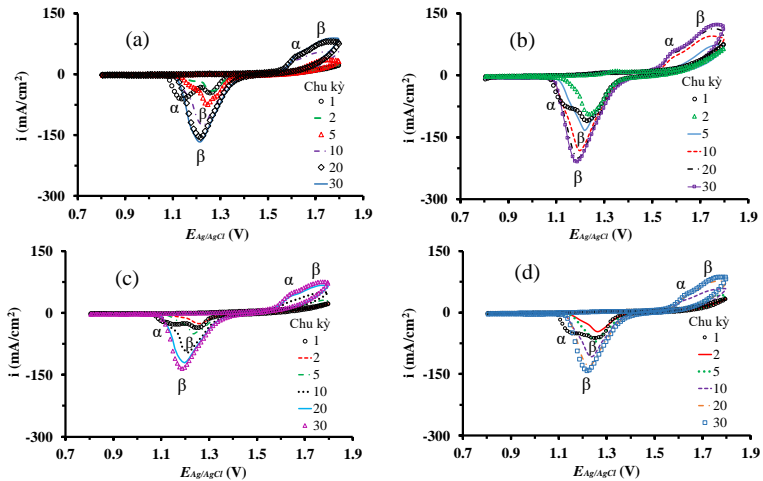 (a)
150
0
-150
-300
i (mA/cm²)
α
β
α
β
Chu kỳ
1
2
5
10
20
30
0.7 0.9 1.1 1.3 1.5 1.7 1.9
E Ag/AgCl (V)
(b)
150
0
-150
-300
i (mA/cm²)
α
β
α
β
Chu kỳ
1
2
5
10
20
30
0.7 0.9 1.1 1.3 1.5 1.7 1.9
E Ag/AgCl (V)
(c)
150
0
-150
-300
i (mA/cm²)
α
β
α
β
β
Chu kỳ
1
2
5
10
20
30
0.7 0.9 1.1 1.3 1.5 1.7 1.9
E Ag/AgCl (V)
(d)
150
0
-150
-300
i (mA/cm²)
α
β
α
β
β
Chu kỳ
1
2
5
10
20
30
0.7 0.9 1.1 1.3 1.5 1.7 1.9
E Ag/AgCl (V)